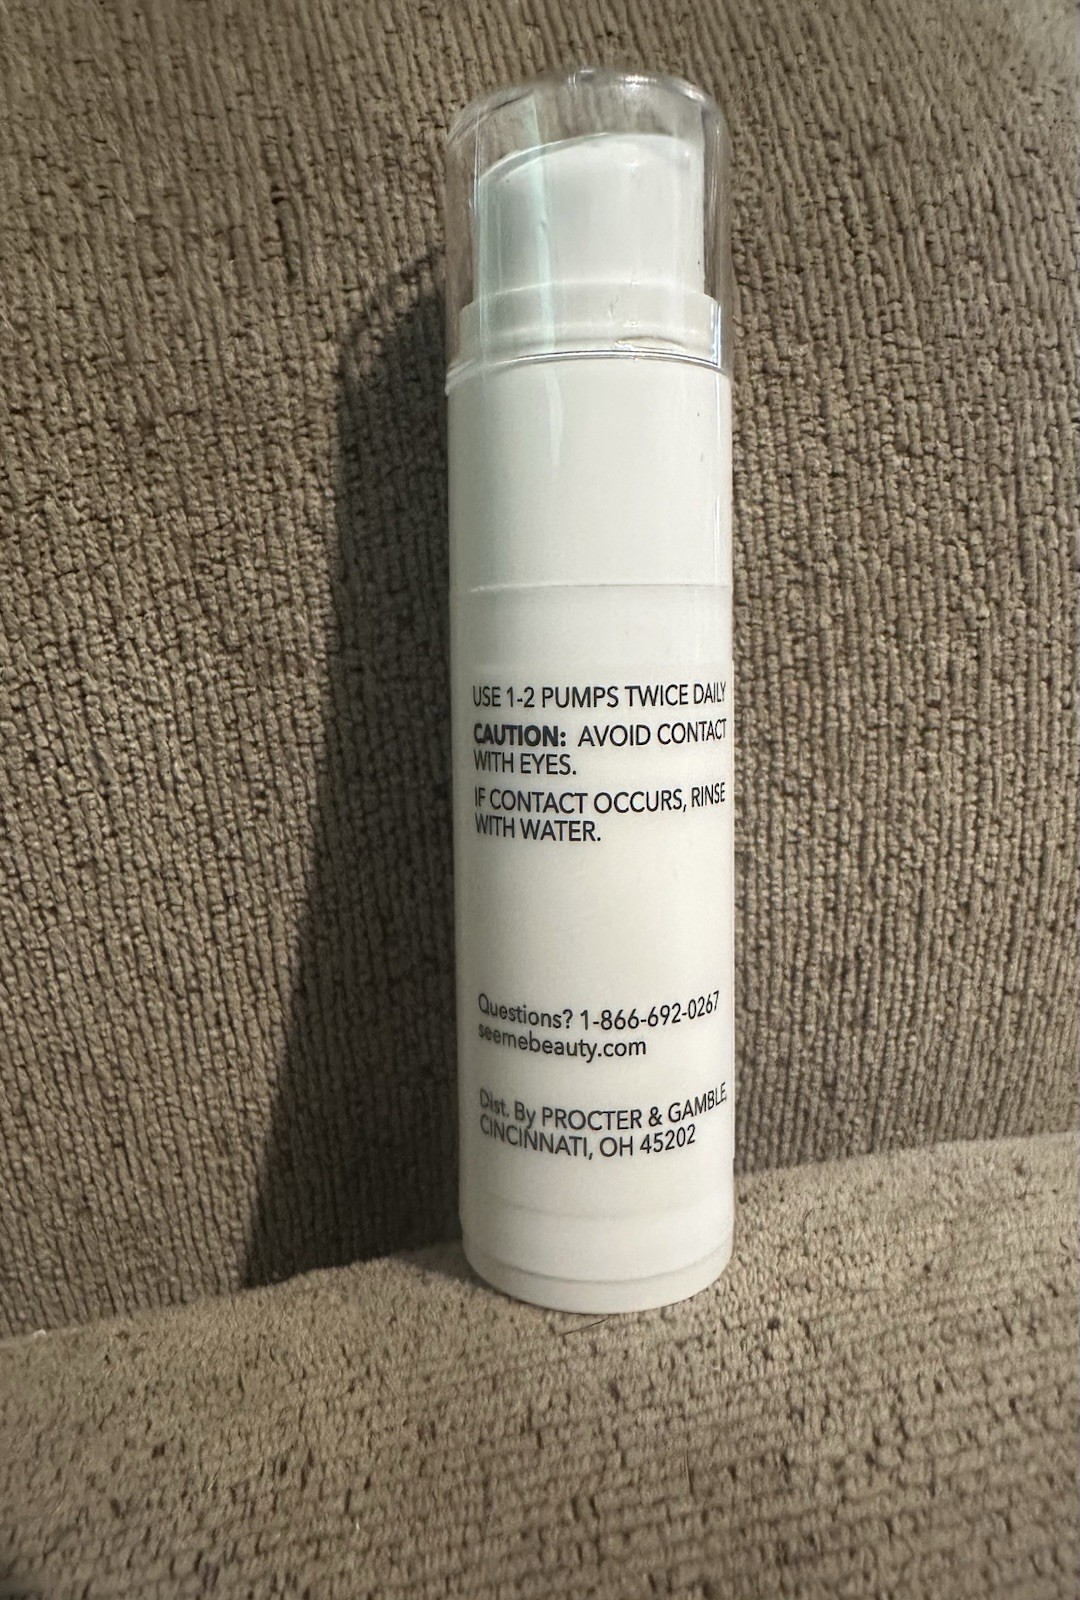 USE 1-2 PUMPS TWICE DAILY
CAUTION: AVOID CONTACT
WITH EYES.
IF CONTACT OCCURS, RINSE
WITH WATER.
Questions? 1-866-692-0267
seemebeauty.com
Dist. By PROCTER & GAMBLE,
CINCINNATI, OH 45202